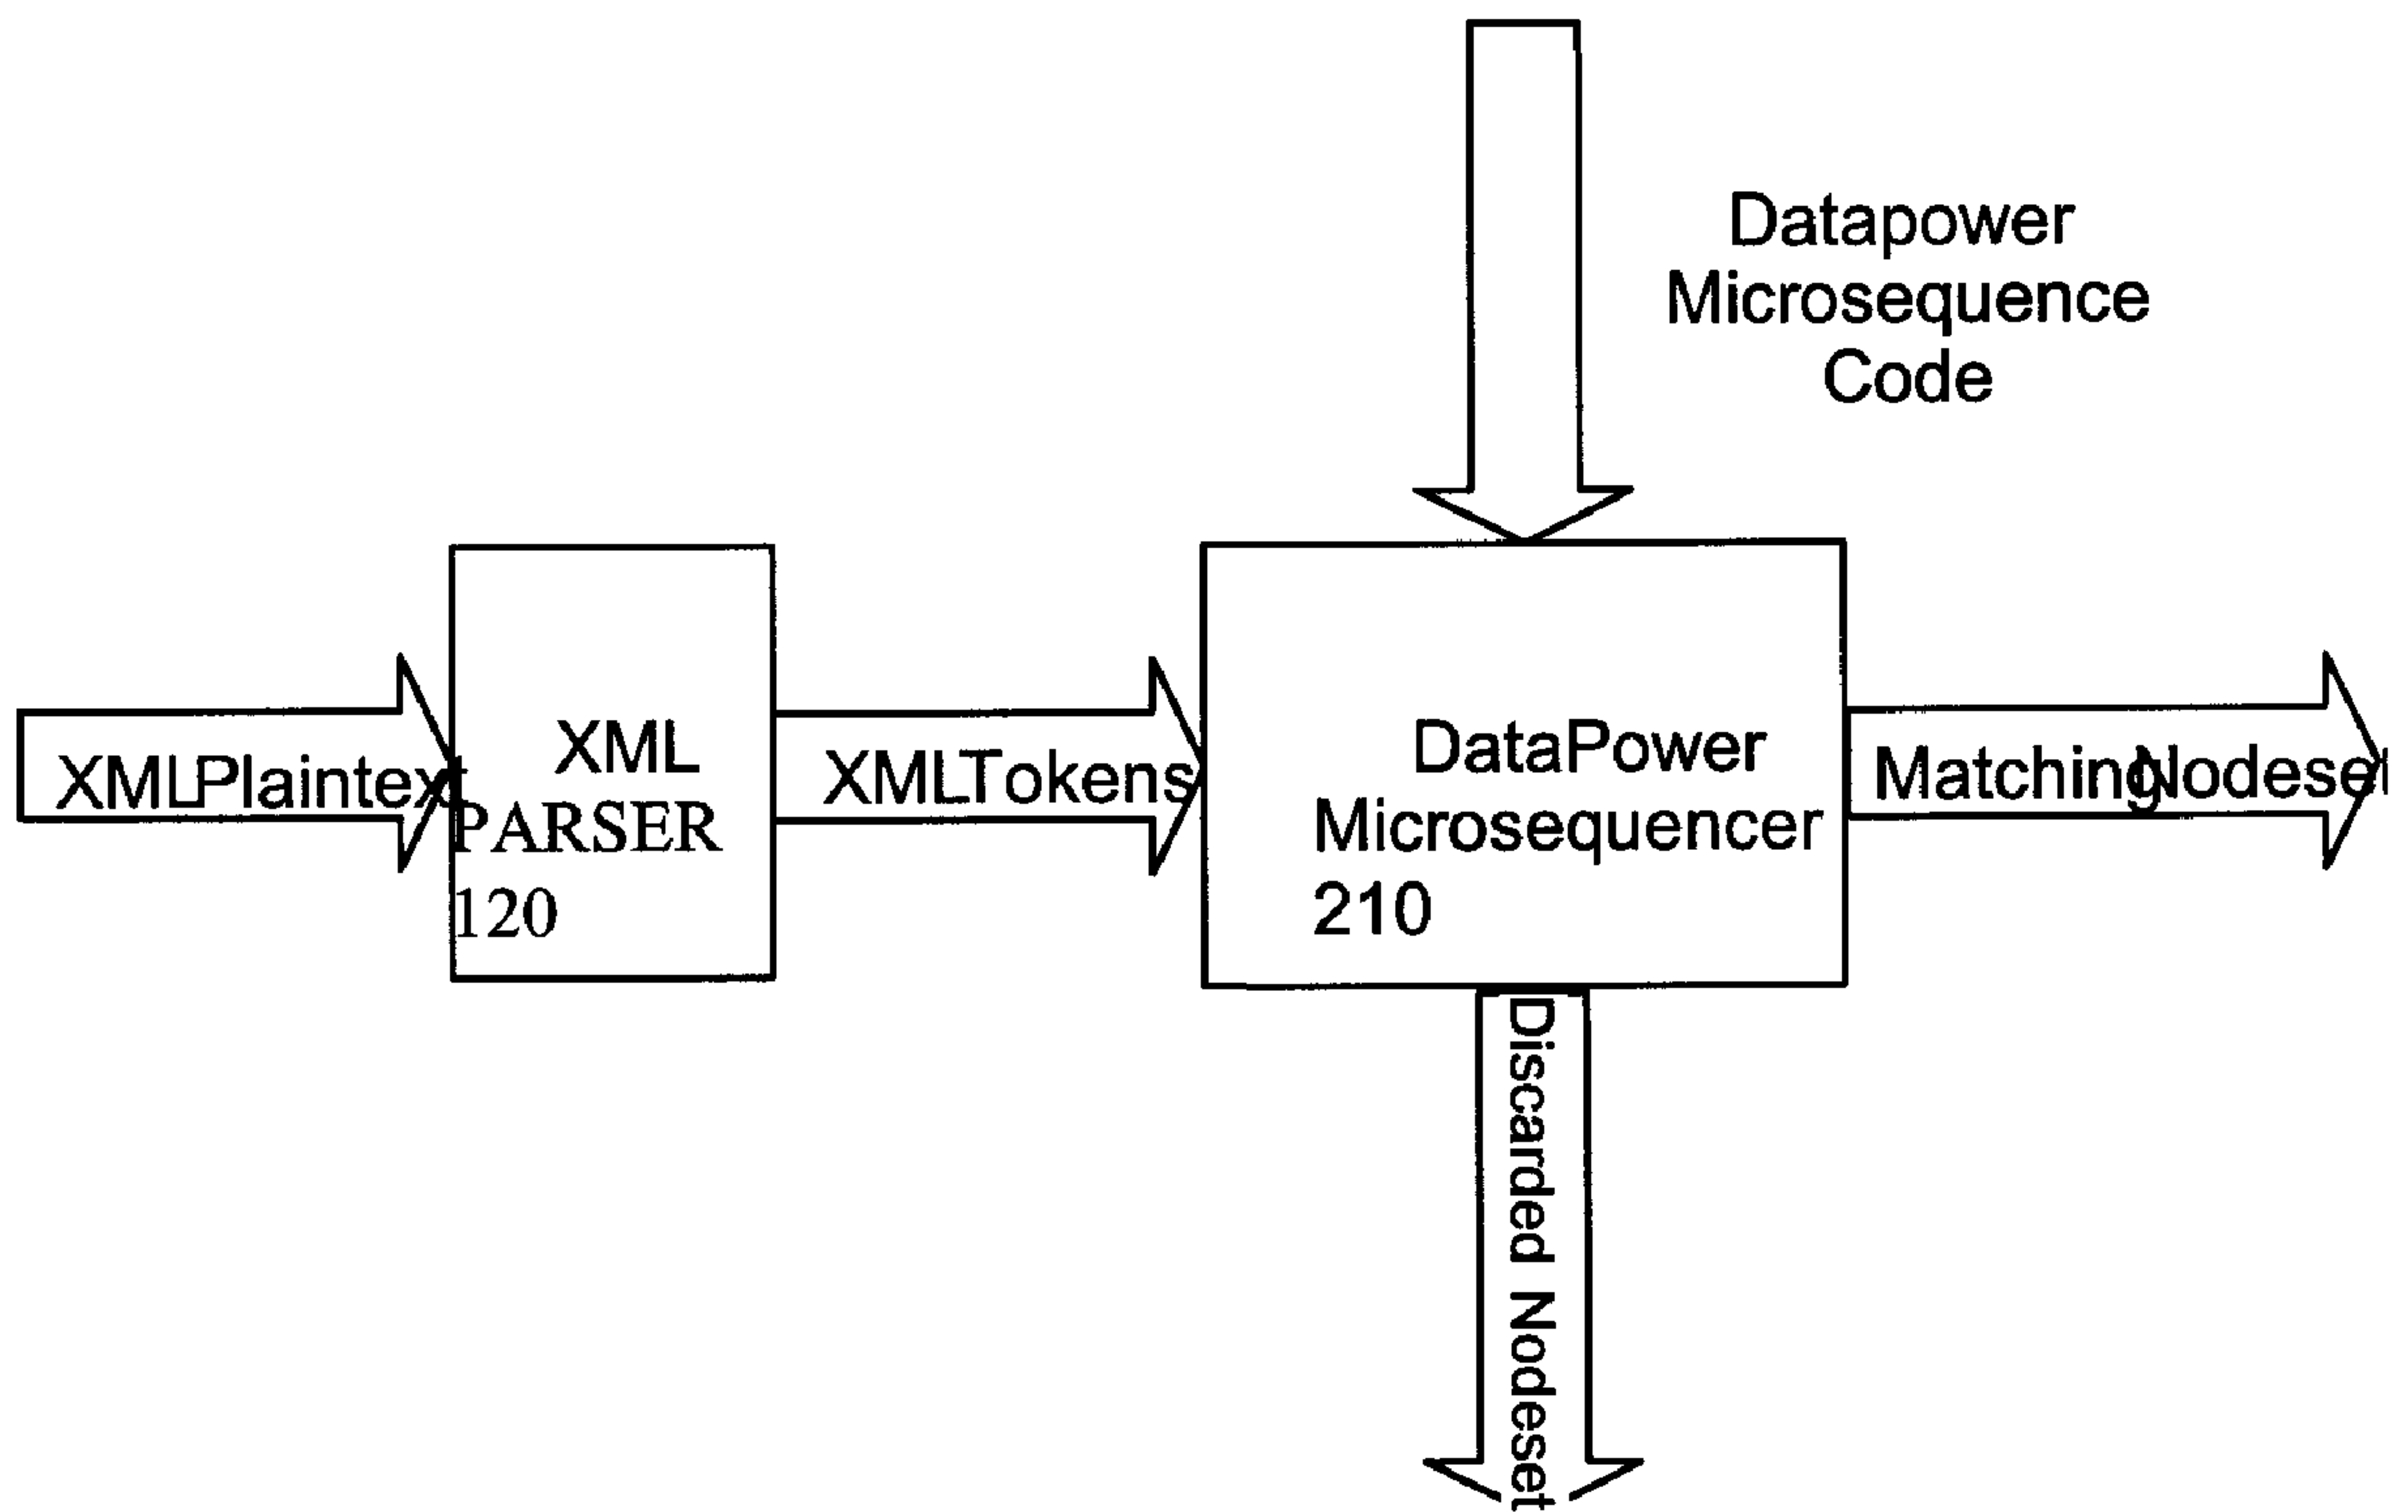 Datapower
Microsequence
Code
XMLPlaintext
XML
PARSER
120
XMLTokens
DataPower
Microsequencer
210
MatchingNodeset
Discarded Nodeset